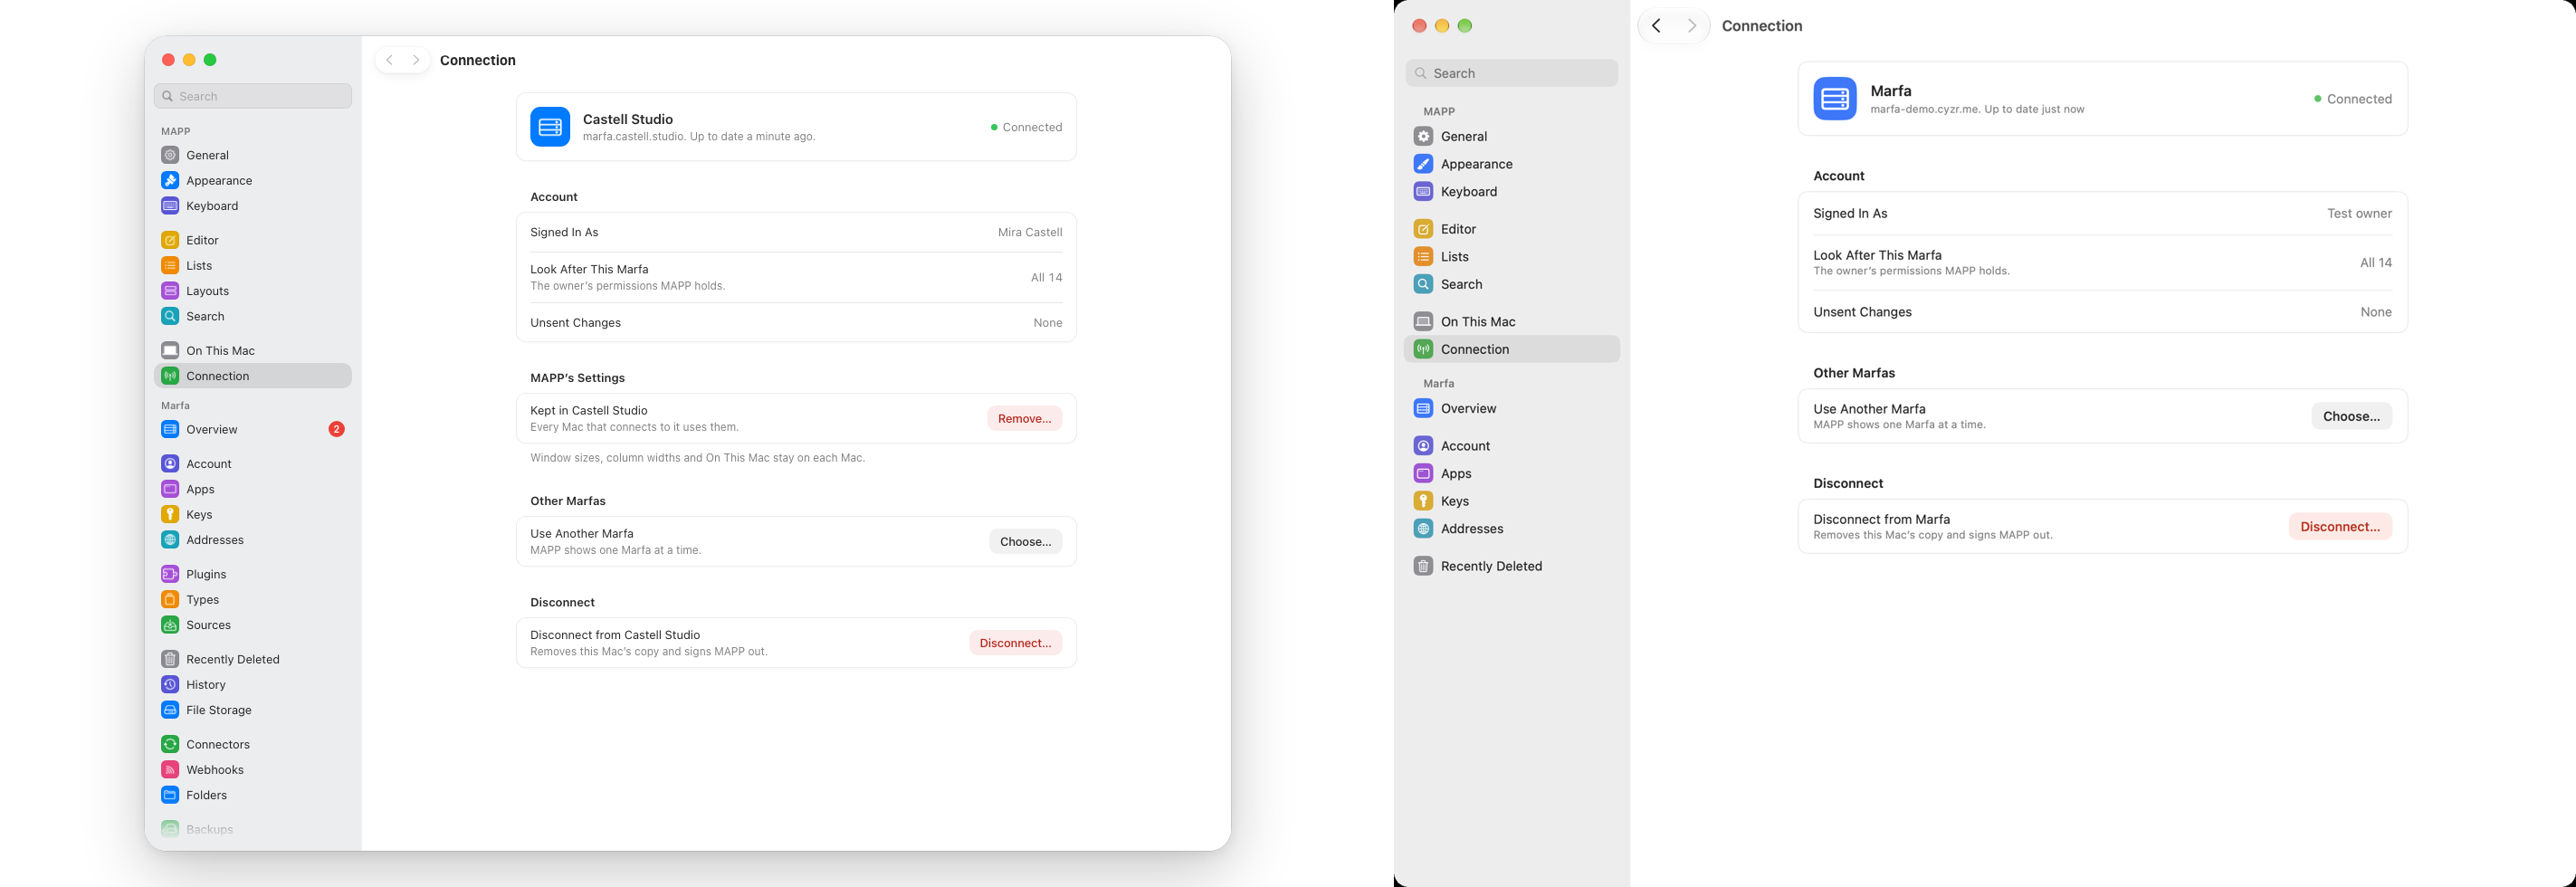 Search
MAPP
General
Appearance
Keyboard
Editor
Lists
Layouts
Search
On This Mac
Connection
Marfa
Overview 2
Account
Apps
Keys
Addresses
Plugins
Types
Sources
Recently Deleted
History
File Storage
Connectors
Webhooks
Folders
Backups
Connection
Castell Studio
marfa.castell.studio. Up to date a minute ago.
Connected
Account
Signed In As Mira Castell
Look After This Marfa
The owner’s permissions MAPP holds.
All 14
Unsent Changes None
MAPP’s Settings
Kept in Castell Studio
Every Mac that connects to it uses them.
Remove…
Window sizes, column widths and On This Mac stay on each Mac.
Other Marfas
Use Another Marfa
MAPP shows one Marfa at a time.
Choose…
Disconnect
Disconnect from Castell Studio
Removes this Mac’s copy and signs MAPP out.
Disconnect…
Search
MAPP
General
Appearance
Keyboard
Editor
Lists
Search
On This Mac
Connection
Marfa
Overview
Account
Apps
Keys
Addresses
Recently Deleted
Connection
Marfa
marfa-demo.cyzr.me. Up to date just now
Connected
Account
Signed In As Test owner
Look After This Marfa
The owner’s permissions MAPP holds.
All 14
Unsent Changes None
Other Marfas
Use Another Marfa
MAPP shows one Marfa at a time.
Choose…
Disconnect
Disconnect from Marfa
Removes this Mac’s copy and signs MAPP out.
Disconnect…